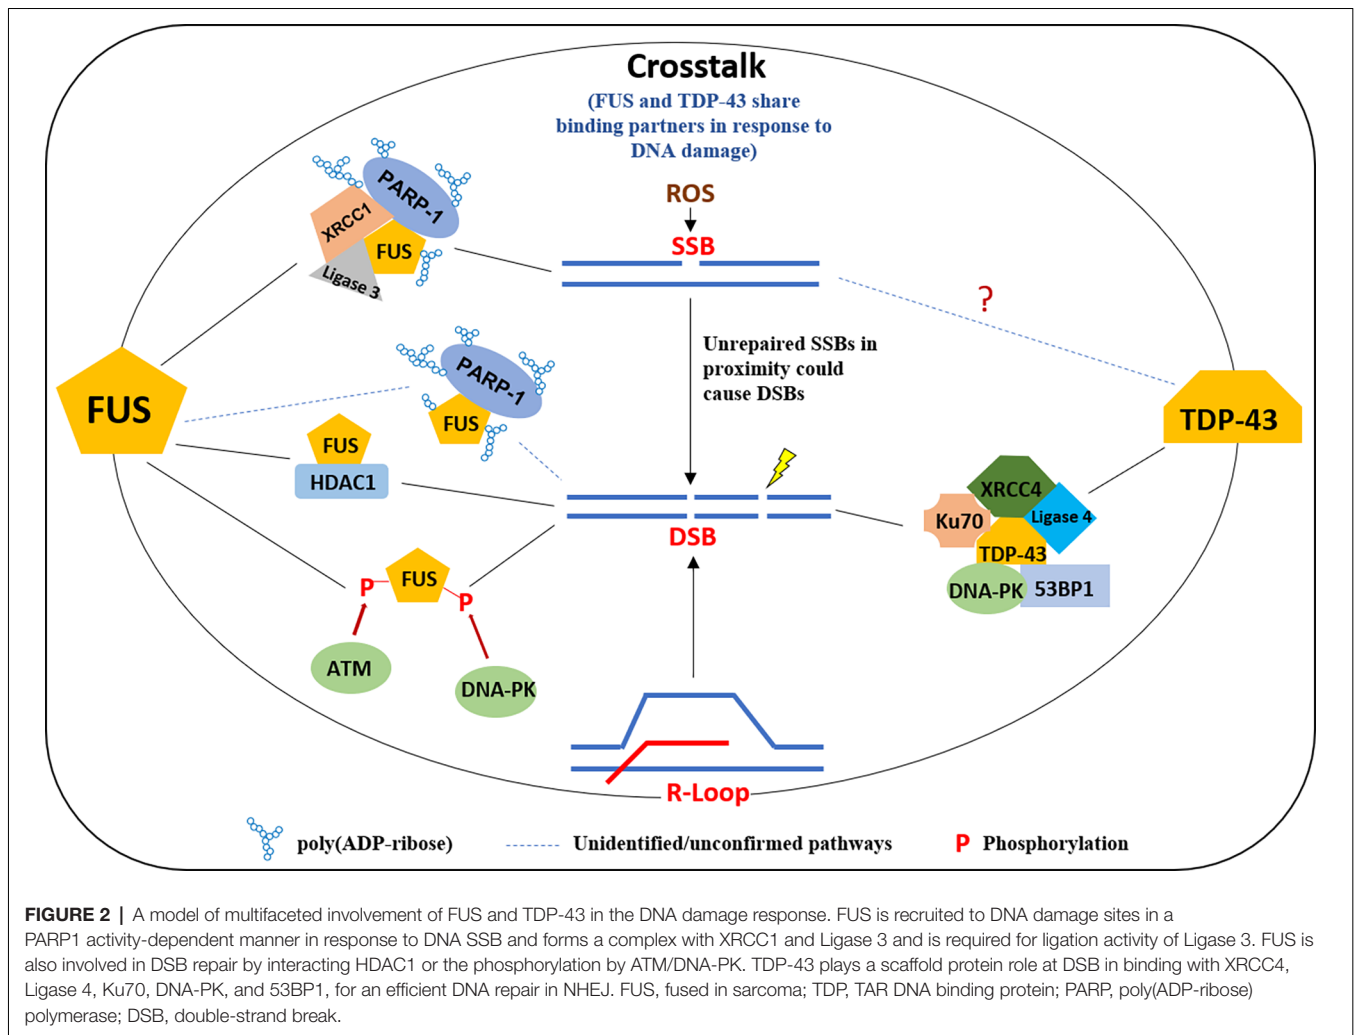 Crosstalk
(FUS and TDP-43 share
binding partners in response to
DNA damage)
ROS
SSB
PARP-1
XRCC1
FUS
Ligase 3
?
Unrepaired SSBs in
proximity could
cause DSBs
PARP-1
FUS
FUS
TDP-43
FUS
HDAC1
DSB
XRCC4
Ku70
Ligase 4
TDP-43
DNA-PK
53BP1
P
FUS
P
ATM
DNA-PK
R-Loop
poly(ADP-ribose)
Unidentified/unconfirmed pathways
P Phosphorylation
FIGURE 2 | A model of multifaceted involvement of FUS and TDP-43 in the DNA damage response. FUS is recruited to DNA damage sites in a
PARP1 activity-dependent manner in response to DNA SSB and forms a complex with XRCC1 and Ligase 3 and is required for ligation activity of Ligase 3. FUS is
also involved in DSB repair by interacting HDAC1 or the phosphorylation by ATM/DNA-PK. TDP-43 plays a scaffold protein role at DSB in binding with XRCC4,
Ligase 4, Ku70, DNA-PK, and 53BP1, for an efficient DNA repair in NHEJ. FUS, fused in sarcoma; TDP, TAR DNA binding protein; PARP, poly(ADP-ribose)
polymerase; DSB, double-strand break.